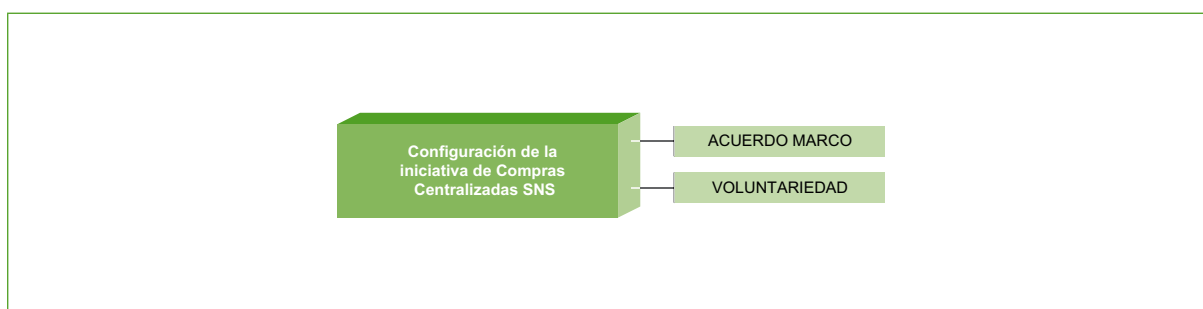 Configuración de la
iniciativa de Compras
Centralizadas SNS
ACUERDO MARCO
VOLUNTARIEDAD